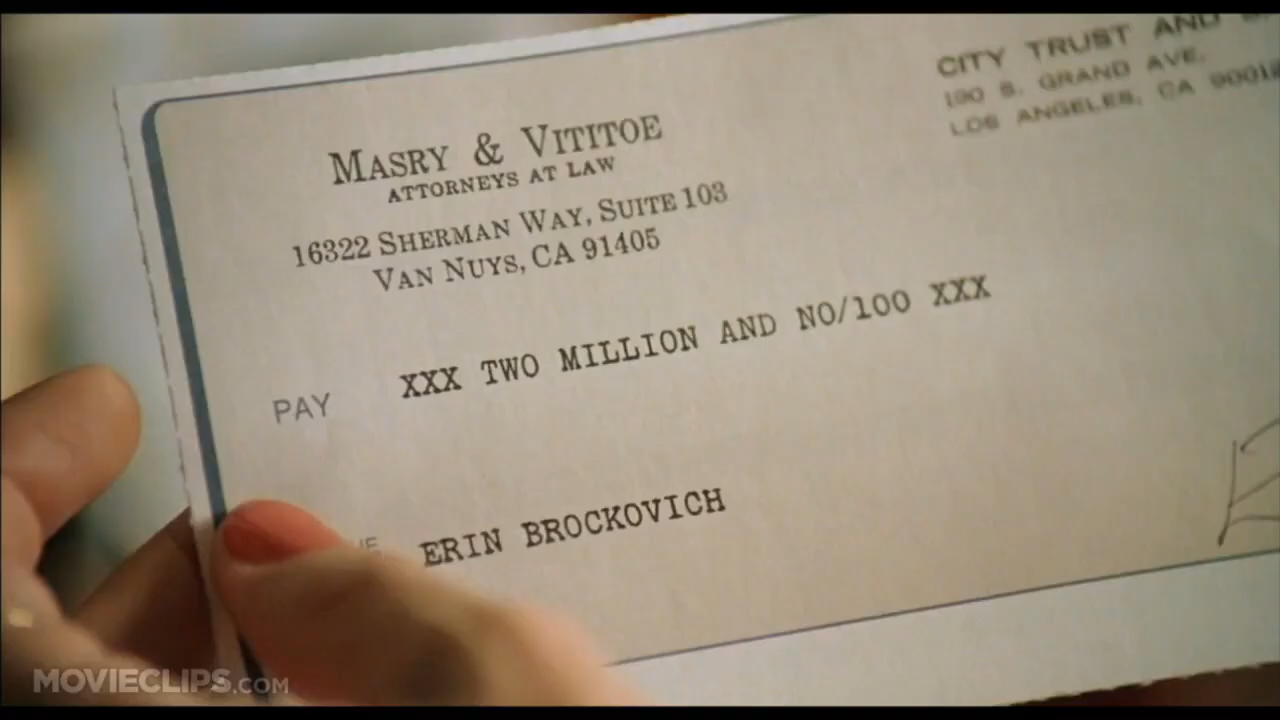 MASRY & VITITOE
ATTORNEYS AT LAW
16322 SHERMAN WAY, SUITE 103
VAN NUYS, CA 91405
CITY TRUST AND
190 S. GRAND AVE.
LOS ANGELES, CA 90012
PAY XXX TWO MILLION AND NO/100 XXX
ERIN BROCKOVICH
MOVIECLIPS.COM